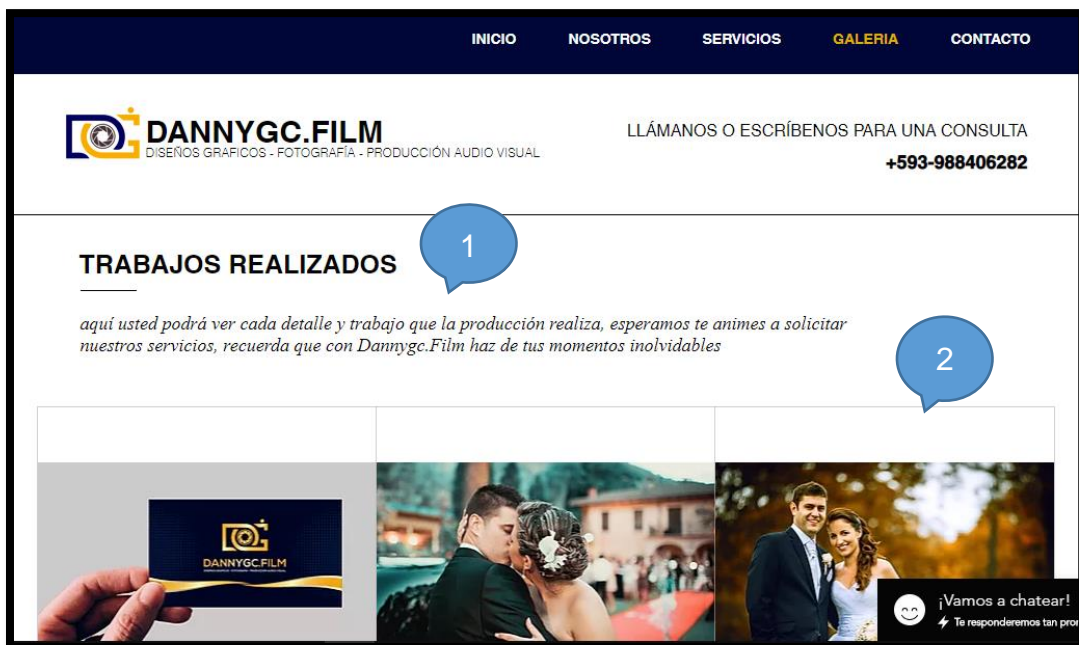 INICIO NOSOTROS SERVICIOS GALERIA CONTACTO
DANNYGC.FILM
DISEÑOS GRAFICOS - FOTOGRAFÍA - PRODUCCIÓN AUDIO VISUAL
LLÁMANOS O ESCRÍBENOS PARA UNA CONSULTA
+593-988406282
1
TRABAJOS REALIZADOS
aquí usted podrá ver cada detalle y trabajo que la producción realiza, esperamos te animes a solicitar
nuestros servicios, recuerda que con Dannygc.Film haz de tus momentos inolvidables
2
DANNYGC.FILM
¡Vamos a chatear!
Te responderemos tan pron